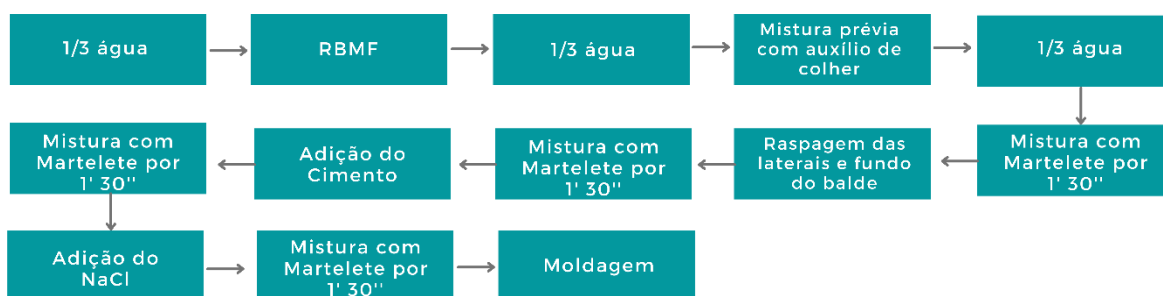 1/3 água
RBMF
1/3 água
Mistura prévia
com auxílio de
colher
1/3 água
Mistura com
Martelete por
1' 30''
Raspagem das
laterais e fundo
do balde
Mistura com
Martelete por
1' 30''
Adição do
Cimento
Mistura com
Martelete por
1' 30''
Adição do
NaCl
Mistura com
Martelete por
1' 30''
Moldagem